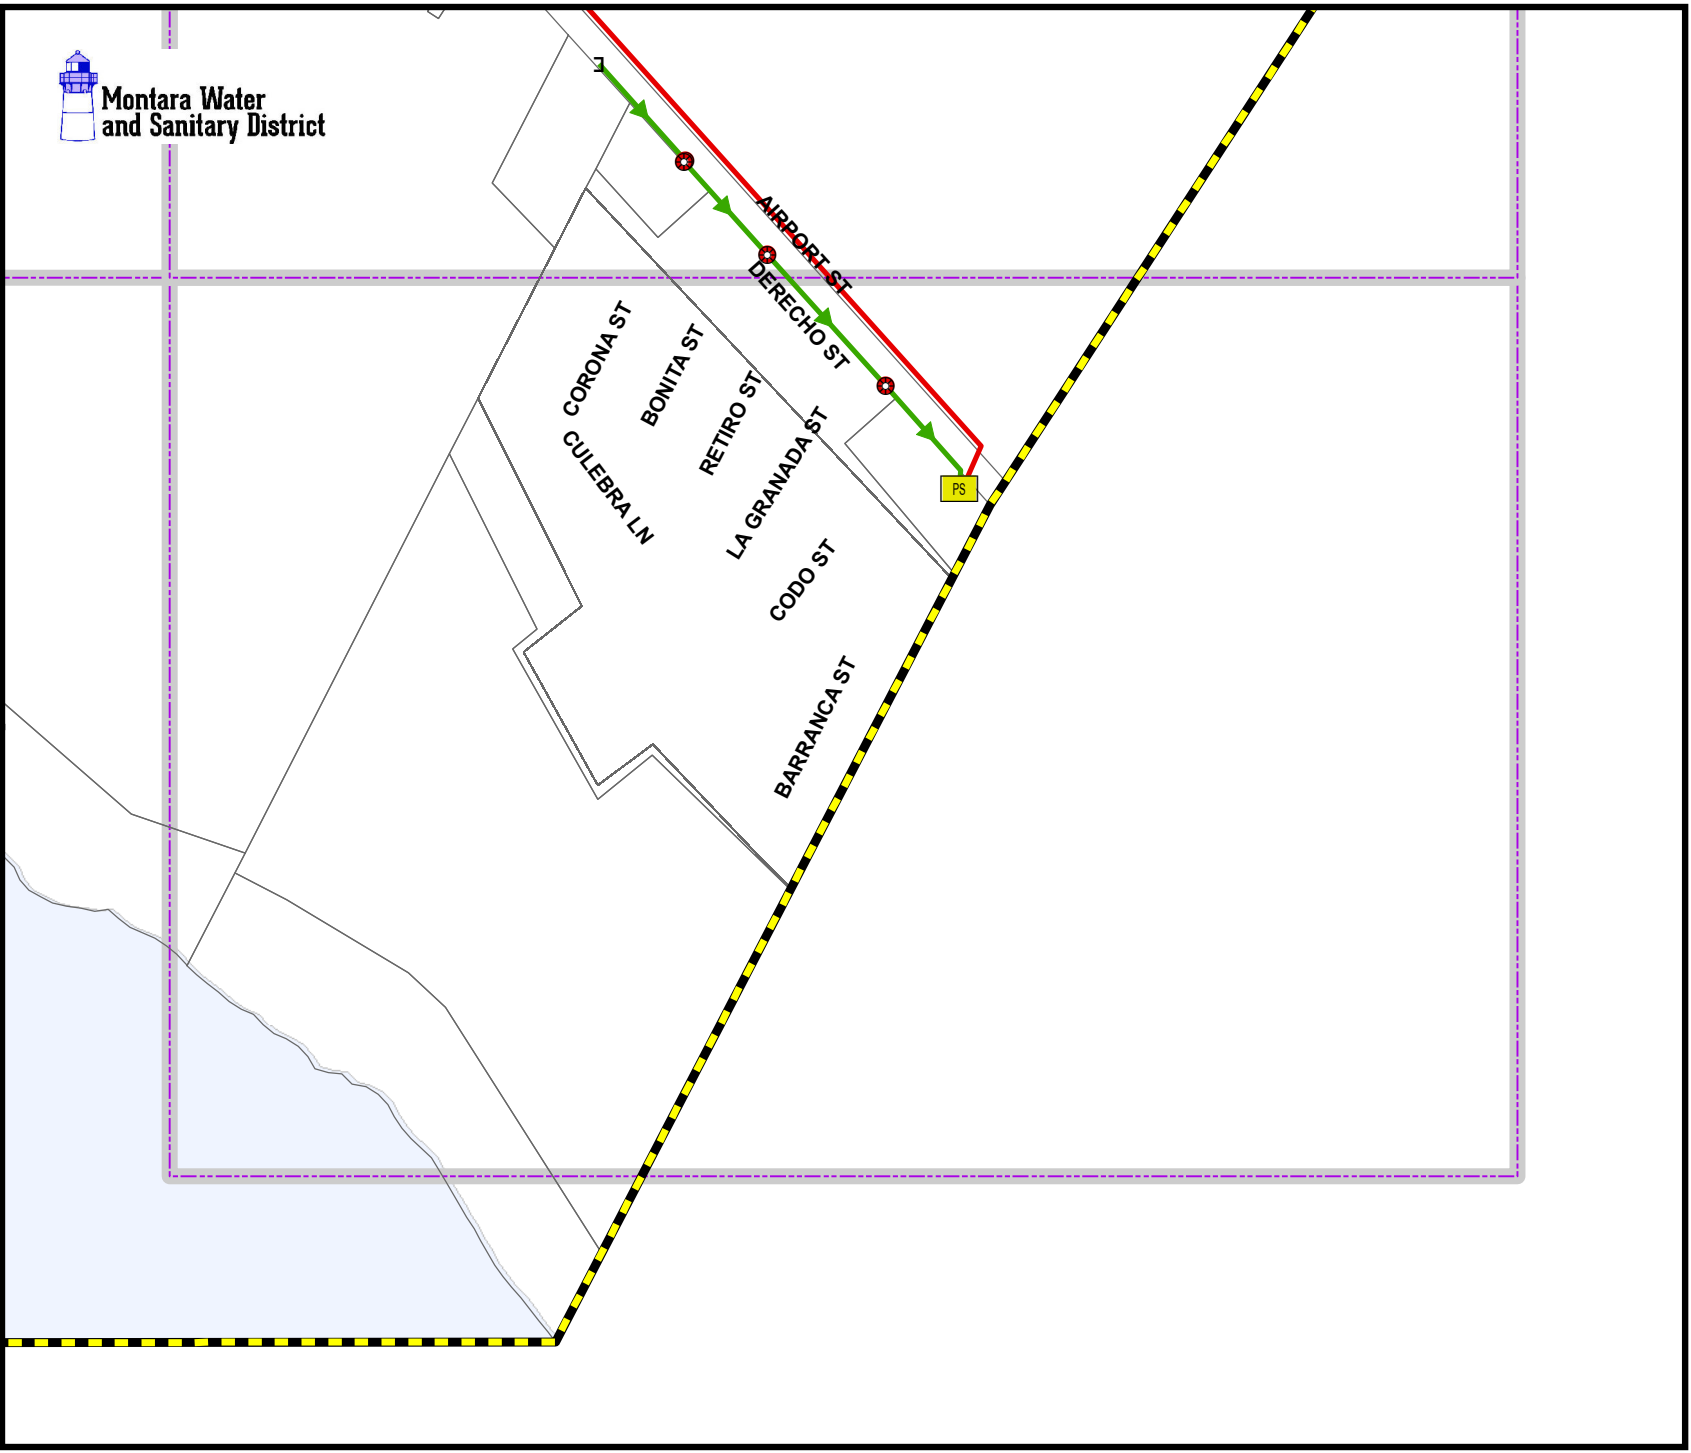 Montara Water
and Sanitary District
AIRPORT ST
DERECHO ST
CORONA ST
BONITA ST
RETIRO ST
LA GRANADA ST
CULEBRA LN
PS
CODO ST
BARRANCA ST